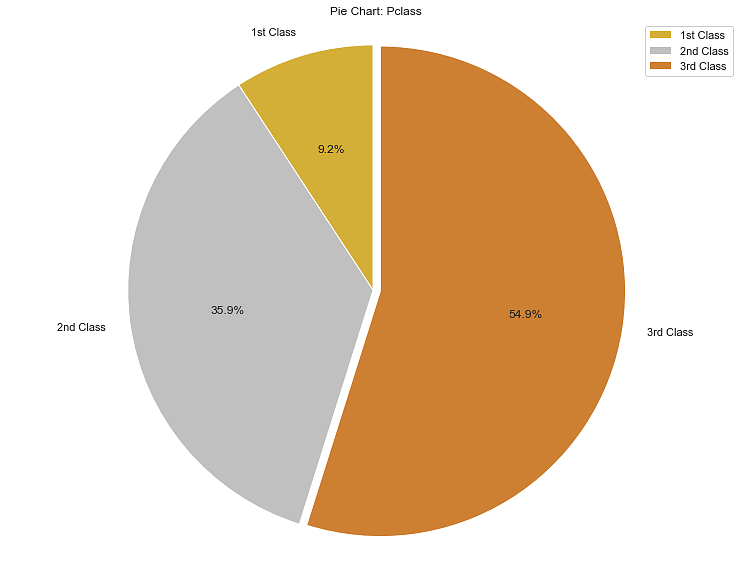 Pie Chart: Pclass
1st Class
1st Class
2nd Class
3rd Class
9.2%
35.9%
54.9%
2nd Class
3rd Class